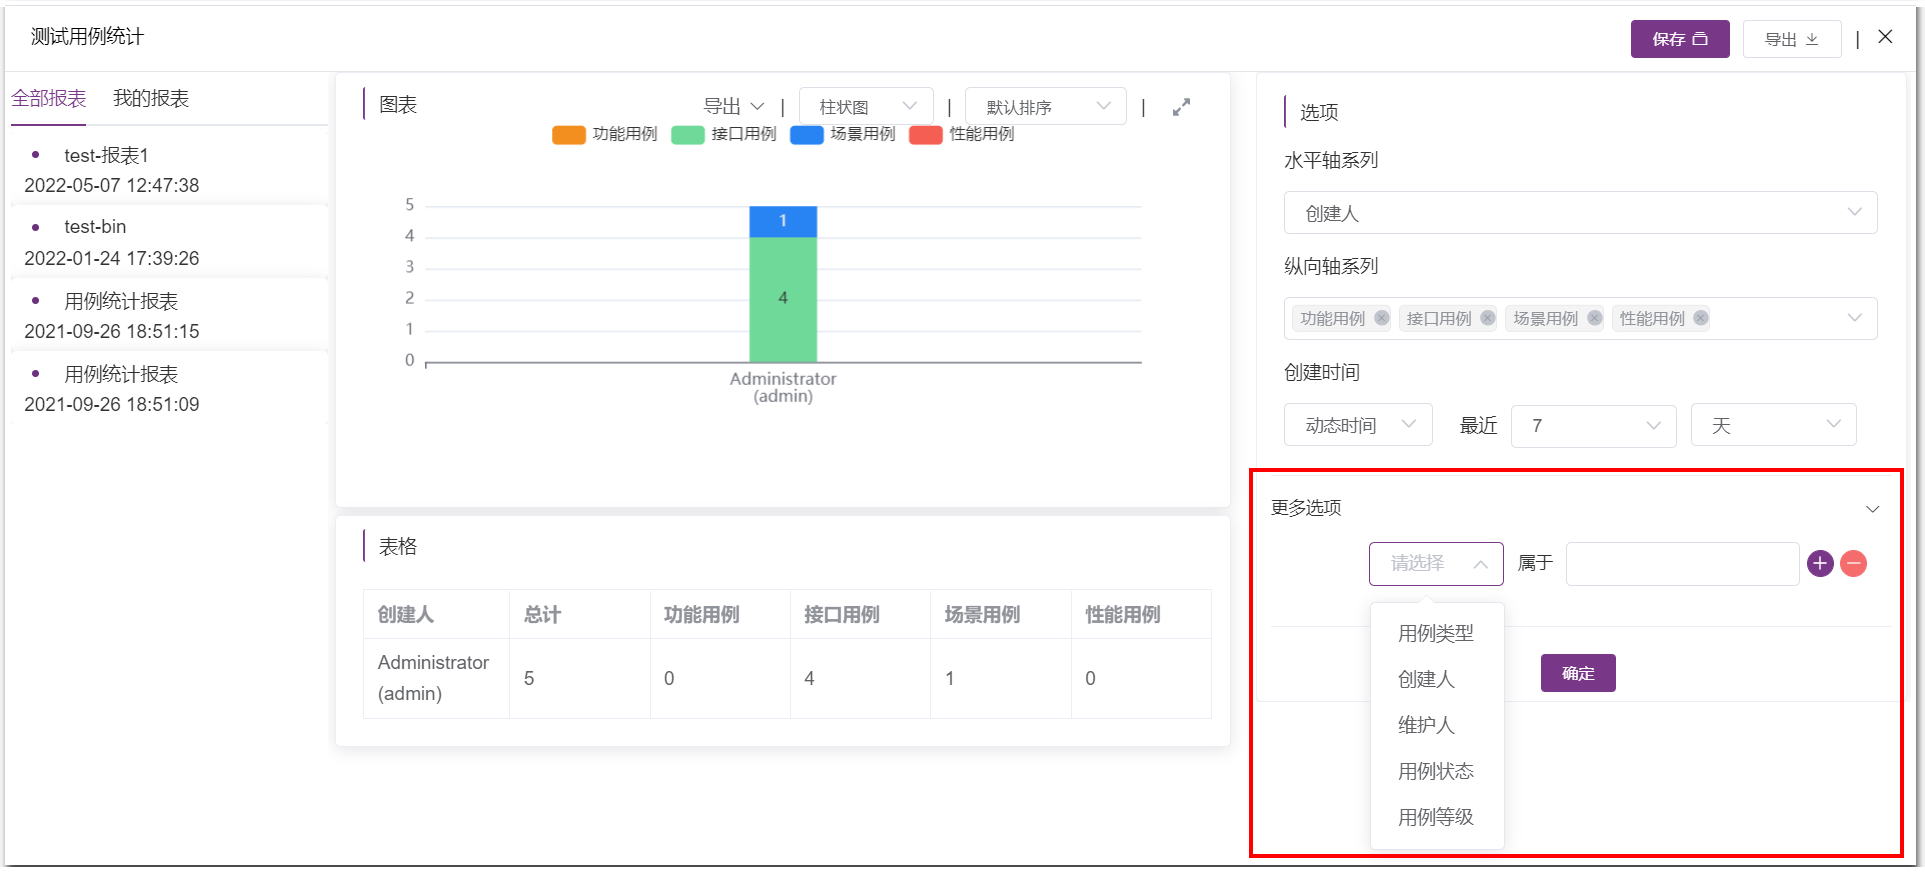 测试用例统计
保存
导出
全部报表 我的报表
test-报表1
2022-05-07 12:47:38
test-bin
2022-01-24 17:39:26
用例统计报表
2021-09-26 18:51:15
用例统计报表
2021-09-26 18:51:09
图表
导出 | 柱状图 | 默认排序 |
功能用例 接口用例 场景用例 性能用例
5
4
3
2
1
0
1
4
Administrator
(admin)
表格
创建人 总计 功能用例 接口用例 场景用例 性能用例
Administrator
(admin) 5 0 4 1 0
选项
水平轴系列
创建人
纵向轴系列
功能用例 接口用例 场景用例 性能用例
创建时间
动态时间 最近 7 天
更多选项
请选择 属于
用例类型
创建人
维护人
用例状态
用例等级
确定